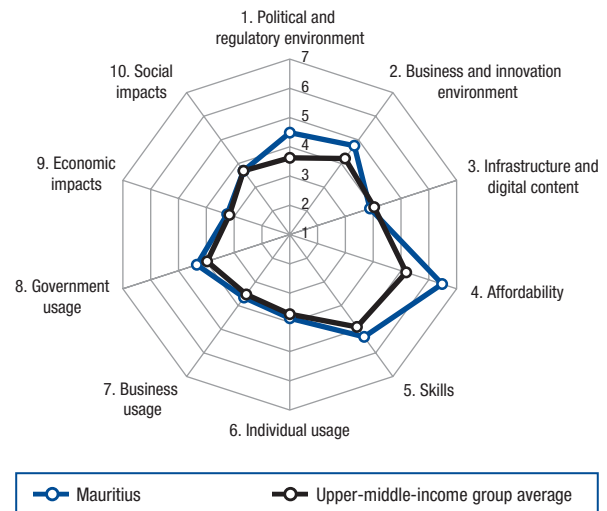 1. Political and
regulatory environment
2. Business and innovation
environment
3. Infrastructure and
digital content
4. Affordability
5. Skills
6. Individual usage
7. Business
usage
8. Government
usage
9. Economic
impacts
10. Social
impacts
7
6
5
4
3
2
1
Mauritius
Upper-middle-income group average